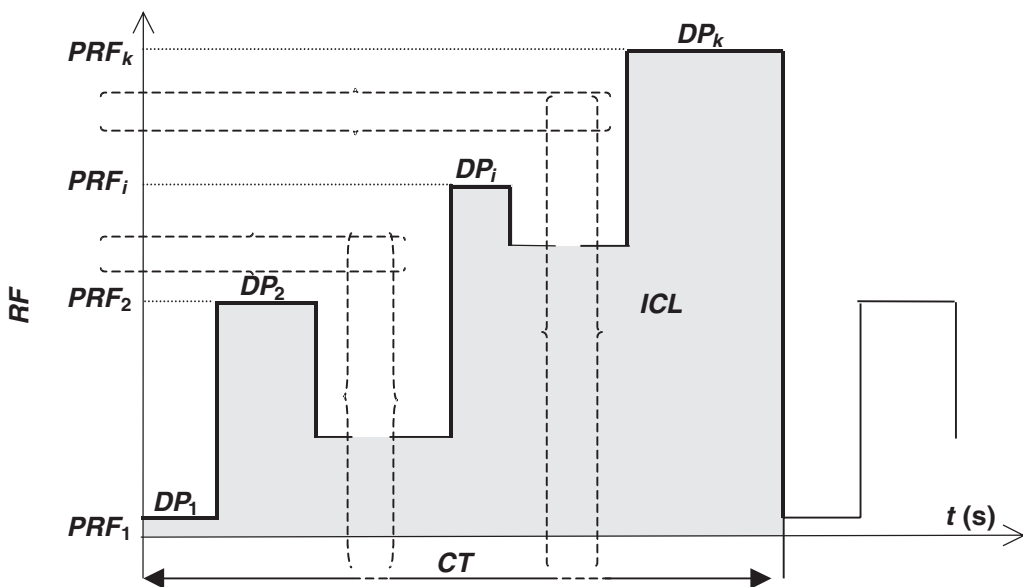 PRFₖ
DPₖ
PRFᵢ
DPᵢ
PRF₂
DP₂
RF
ICL
DP₁
PRF₁
t (s)
CT